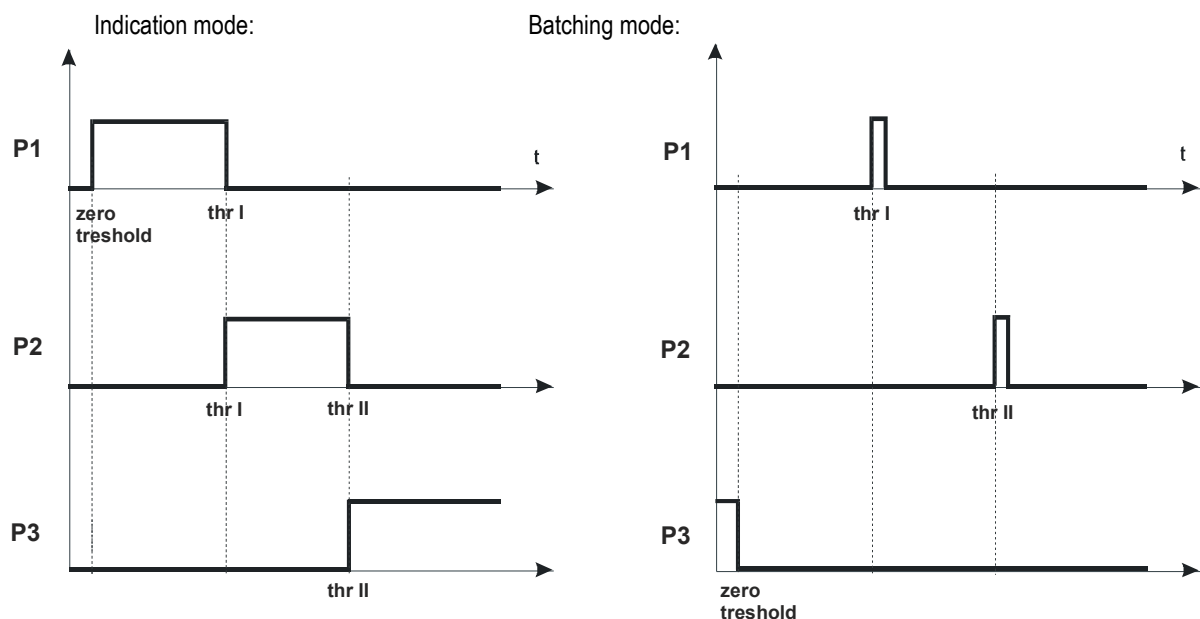 Indication mode:
Batching mode:
P1
t
zero
treshold
thr I
P2
thr I
thr II
P3
thr II
P1
t
thr I
P2
thr II
P3
zero
treshold